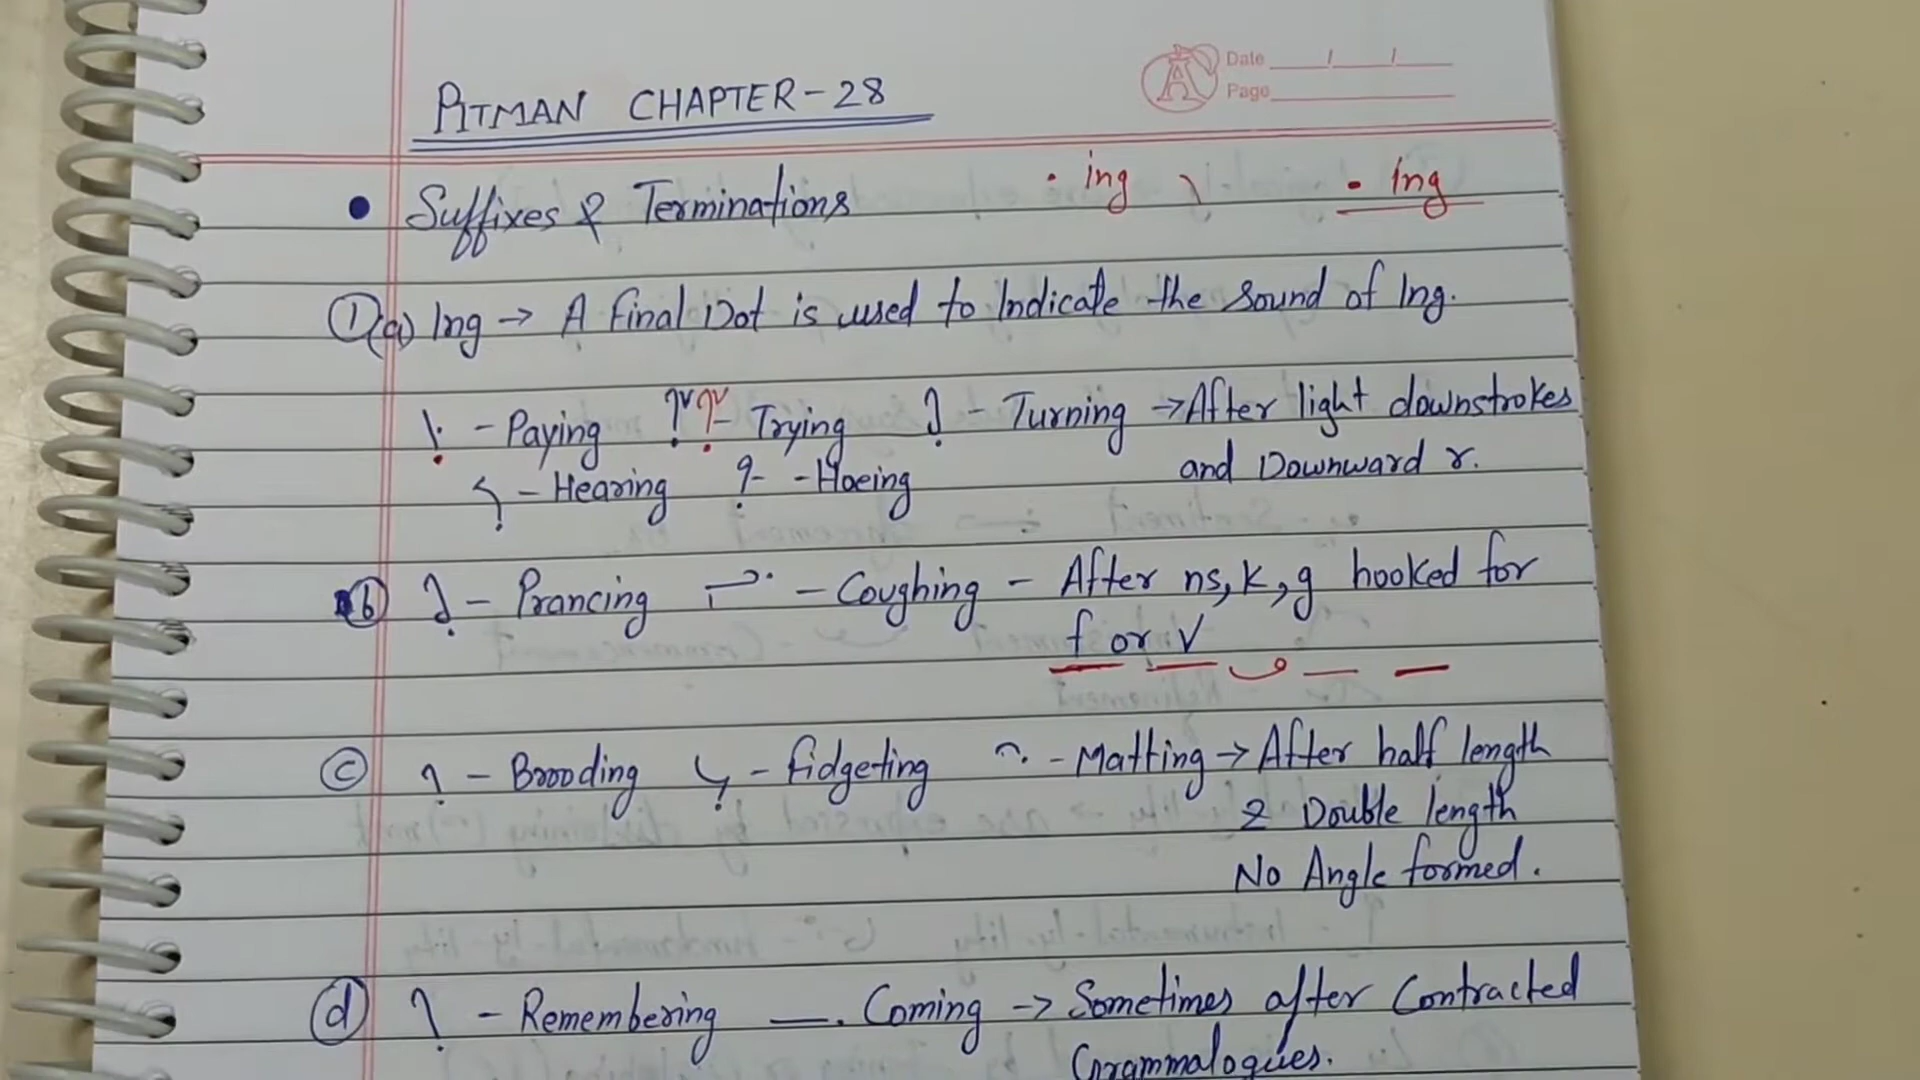 PITMAN CHAPTER-28
Date
Page
• Suffixes & Terminations • ing • Ing
① (a) Ing → A final Dot is used to Indicate the sound of Ing.
- Paying - Trying - Turning → After light downstrokes
- Hearing - Hoeing and Downward r.
(b) - Prancing - Coughing - After ns, k, g hooked for
f or V
(c) - Brooding - fidgeting - Matting → After half length
& Double length
No Angle formed.
(d) - Remembering Coming → Sometimes after Contracted
Grammalogues.